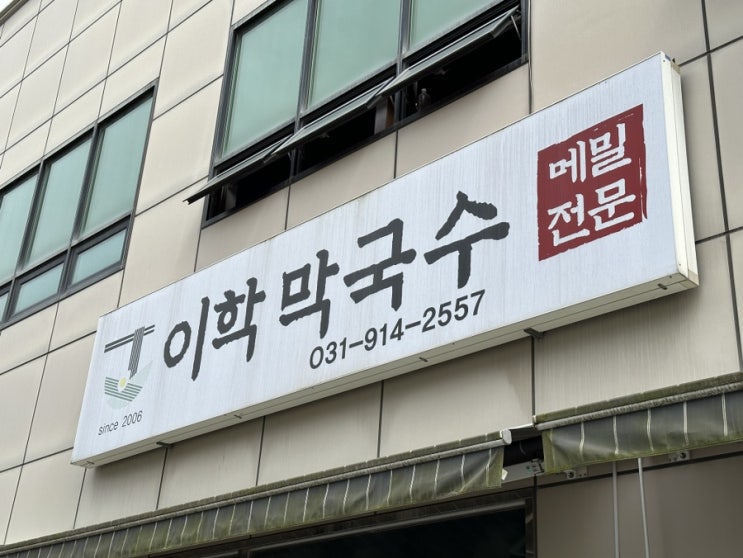 이학 막국수
031-914-2557
since 2006
메밀
전문